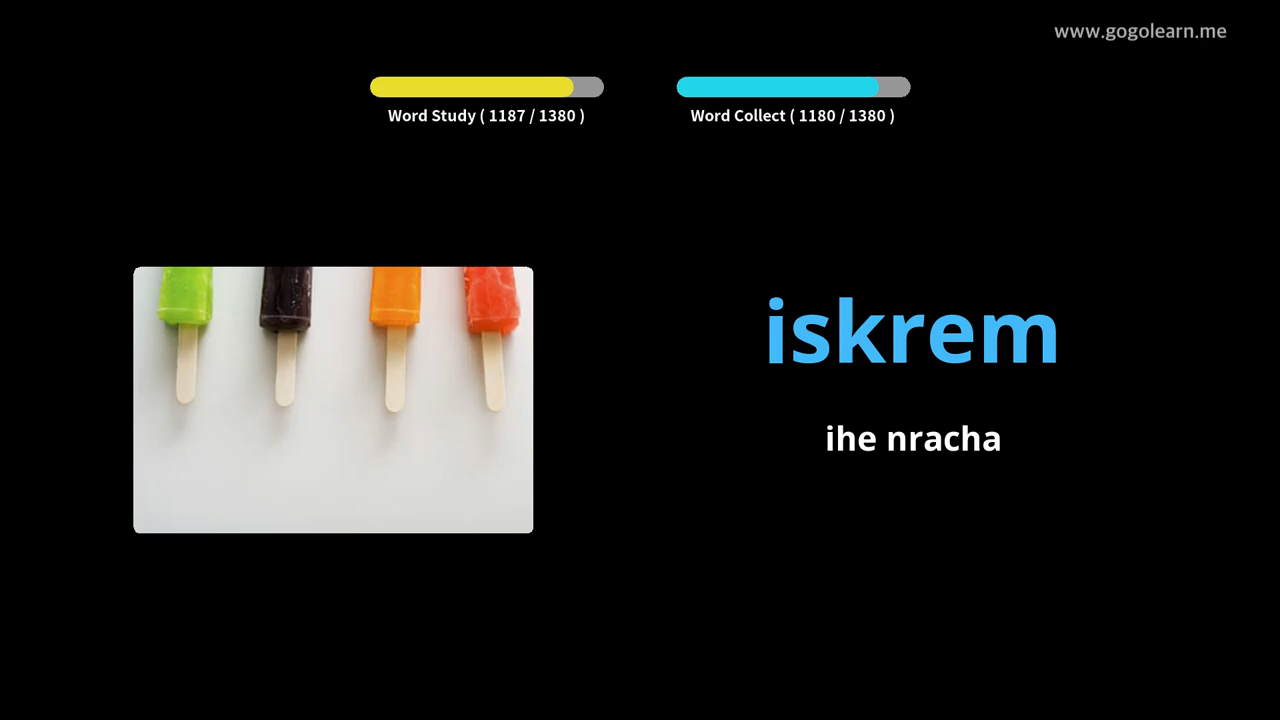 www.gogolearn.me
Word Study ( 1187 / 1380 )
Word Collect ( 1180 / 1380 )
iskrem
ihe nracha